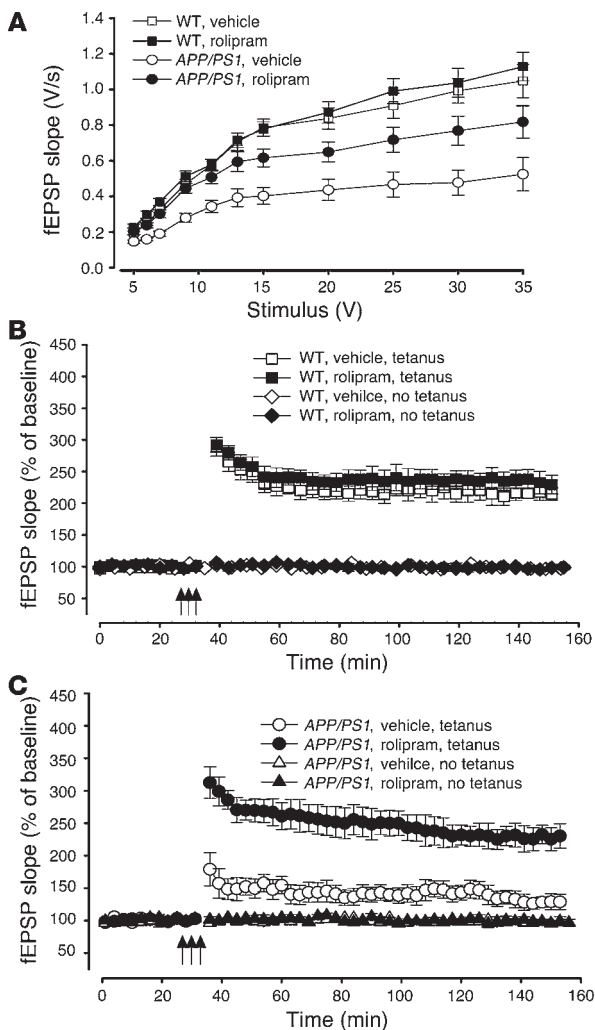 A
WT, vehicle
WT, rolipram
APP/PS1, vehicle
APP/PS1, rolipram
fEPSP slope (V/s)
1.4
1.2
1.0
0.8
0.6
0.4
0.2
0.0
5 10 15 20 25 30 35
Stimulus (V)
B
WT, vehicle, tetanus
WT, rolipram, tetanus
WT, vehilce, no tetanus
WT, rolipram, no tetanus
fEPSP slope (% of baseline)
450
400
350
300
250
200
150
100
50
0 20 40 60 80 100 120 140 160
Time (min)
C
APP/PS1, vehicle, tetanus
APP/PS1, rolipram, tetanus
APP/PS1, vehilce, no tetanus
APP/PS1, rolipram, no tetanus
fEPSP slope (% of baseline)
450
400
350
300
250
200
150
100
50
0 20 40 60 80 100 120 140 160
Time (min)